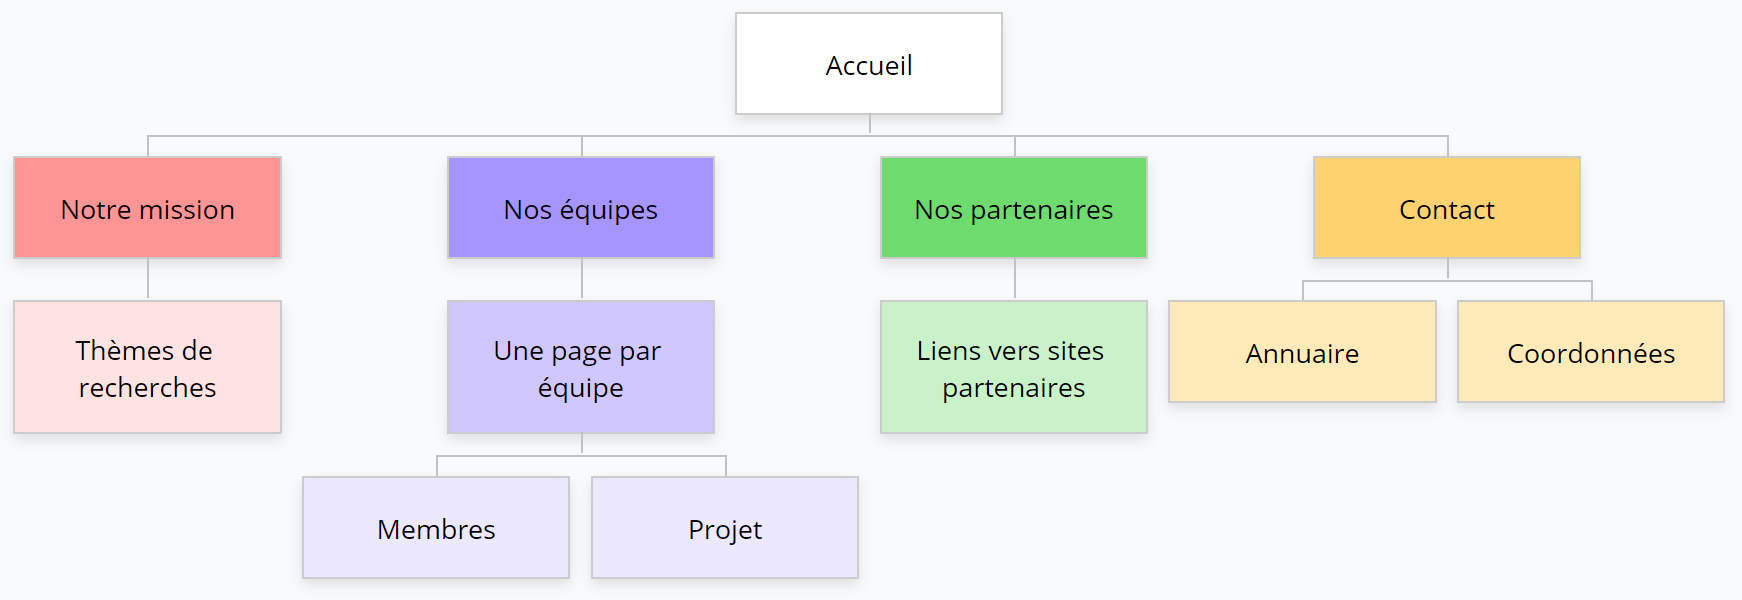 Accueil
Notre mission
Nos équipes
Nos partenaires
Contact
Thèmes de
recherches
Une page par
équipe
Liens vers sites
partenaires
Annuaire
Coordonnées
Membres
Projet